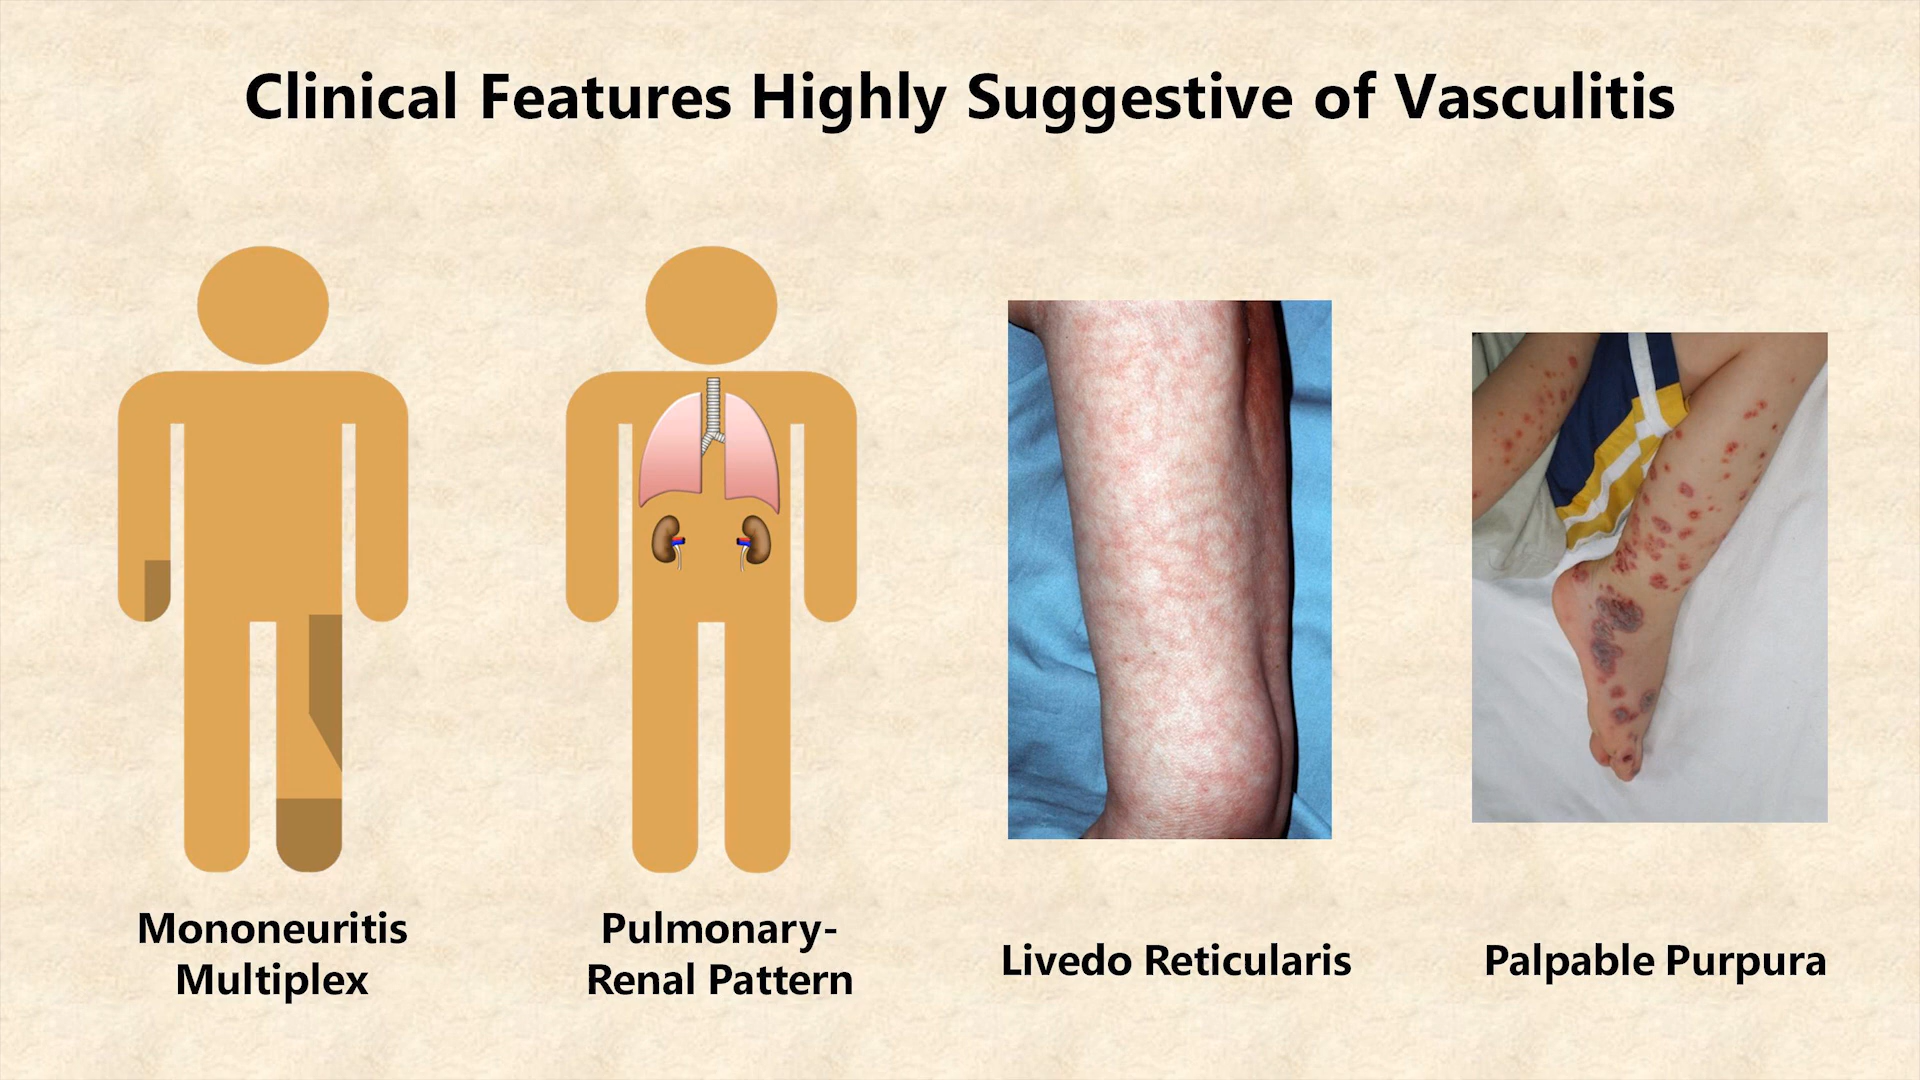 Clinical Features Highly Suggestive of Vasculitis
Mononeuritis
Multiplex
Pulmonary-
Renal Pattern
Livedo Reticularis
Palpable Purpura